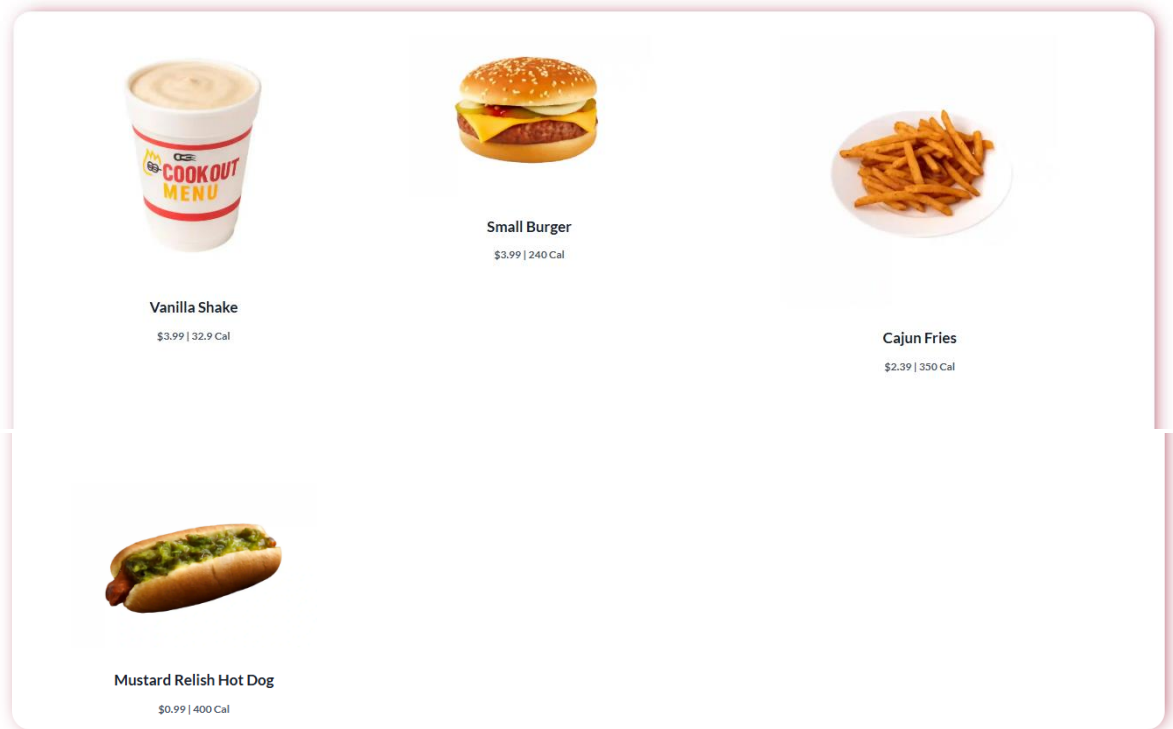 COOKOUT
MENU
Small Burger
$3.99 | 240 Cal
Vanilla Shake
$3.99 | 32.9 Cal
Cajun Fries
$2.39 | 350 Cal
Mustard Relish Hot Dog
$0.99 | 400 Cal